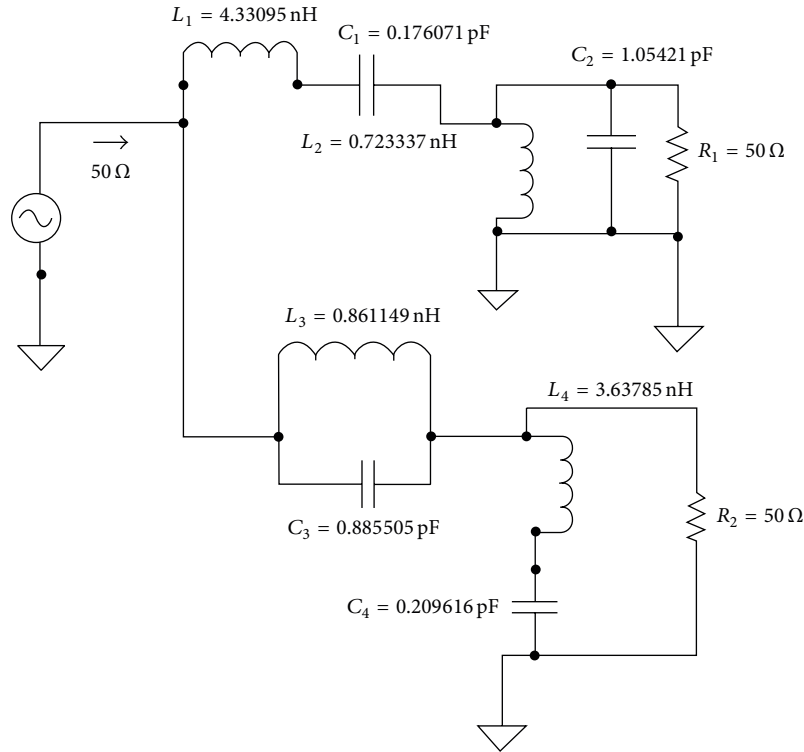 L₁ = 4.33095 nH
C₁ = 0.176071 pF
C₂ = 1.05421 pF
L₂ = 0.723337 nH
R₁ = 50 Ω
50 Ω
L₃ = 0.861149 nH
L₄ = 3.63785 nH
C₃ = 0.885505 pF
R₂ = 50 Ω
C₄ = 0.209616 pF